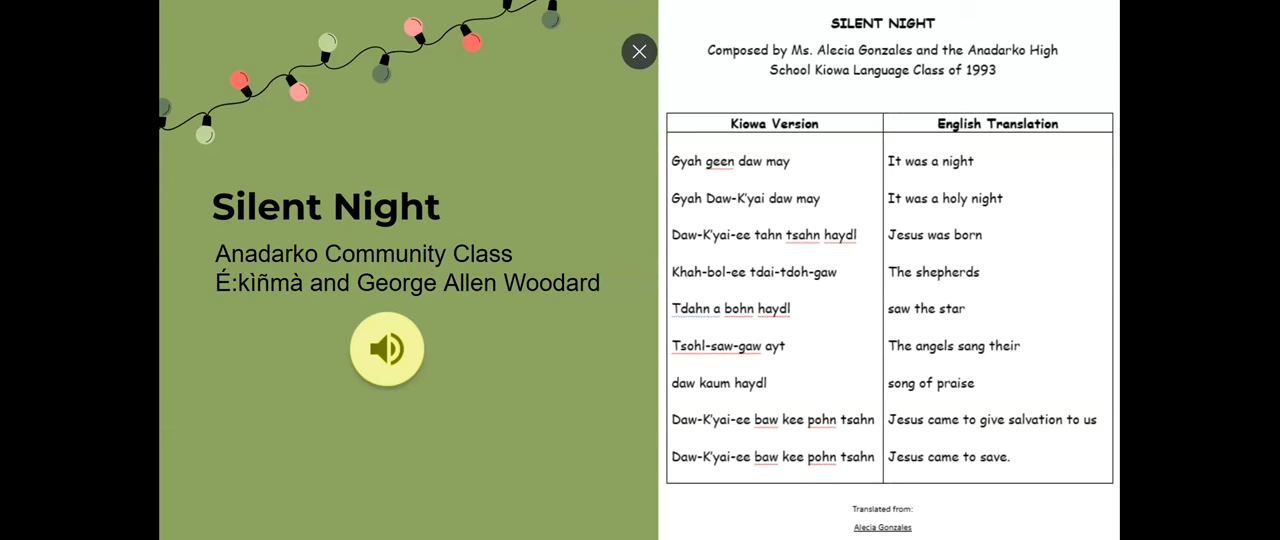 Silent Night
Anadarko Community Class
É:kìñmà and George Allen Woodard
SILENT NIGHT
Composed by Ms. Alecia Gonzales and the Anadarko High
School Kiowa Language Class of 1993
Kiowa Version English Translation
Gyah geen daw may It was a night
Gyah Daw-K'yai daw may It was a holy night
Daw-K'yai-ee tahn tsahn haydl Jesus was born
Khah-bol-ee tdai-tdoh-gaw The shepherds
Tdahn a bohn haydl saw the star
Tsohl-saw-gaw ayt The angels sang their
daw kaum haydl song of praise
Daw-K'yai-ee baw kee pohn tsahn Jesus came to give salvation to us
Daw-K'yai-ee baw kee pohn tsahn Jesus came to save.
Translated from:
Alecia Gonzales